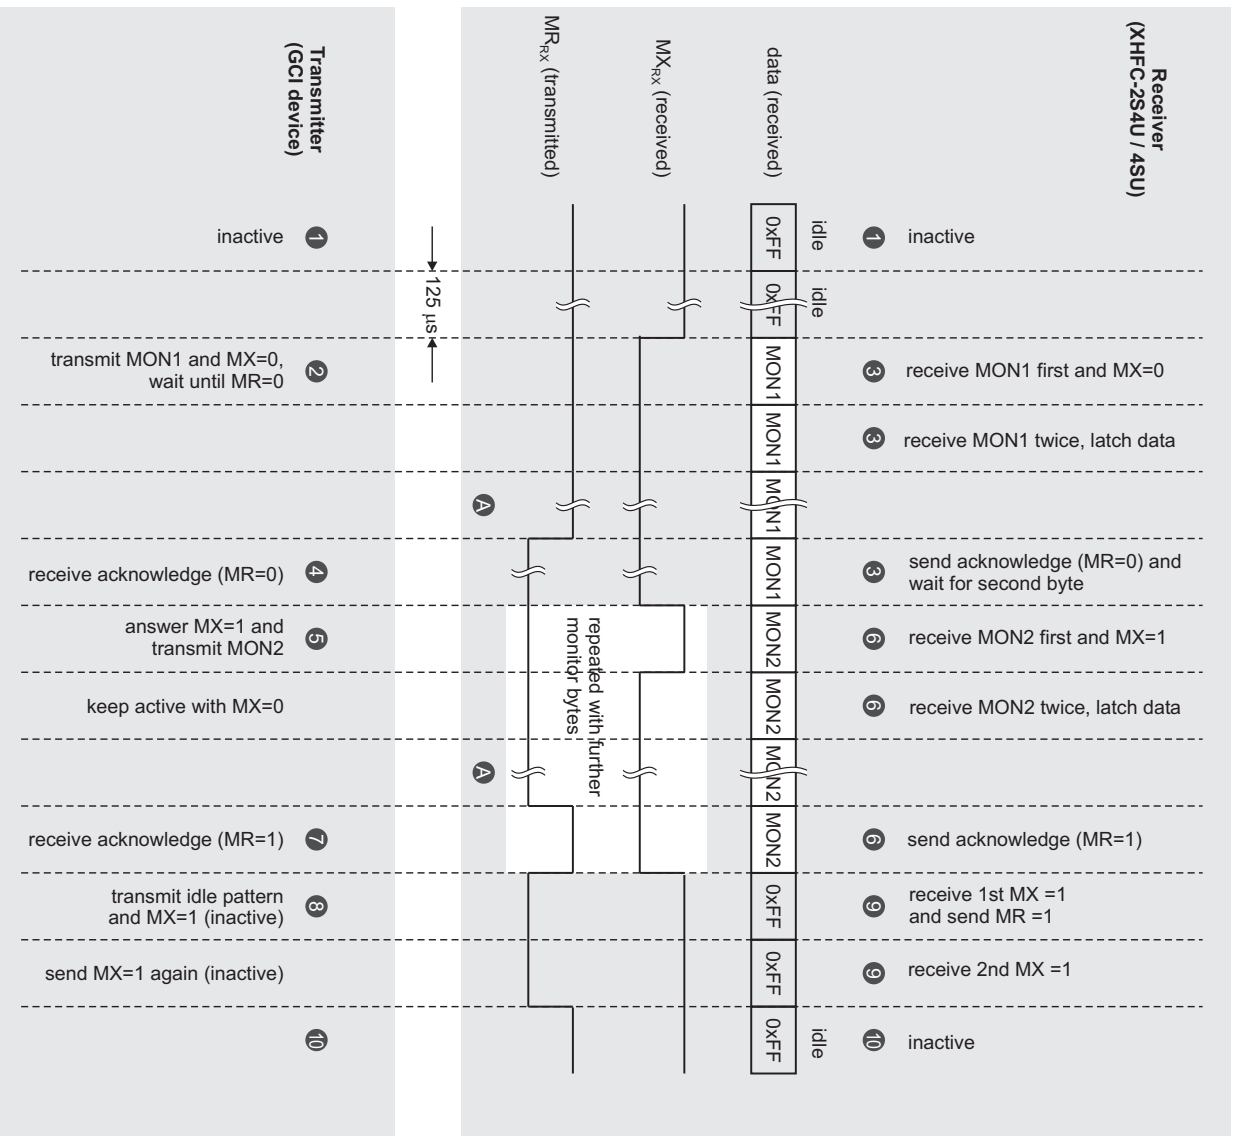 Receiver
(XHFC-2S4U / 4SU)
data (received)
MX RX (received)
MR RX (transmitted)
Transmitter
(GCI device)
inactive
1
0xFF
idle
1
inactive
125 µs
0xFF
idle
transmit MON1 and MX=0,
wait until MR=0
2
MON1
3
receive MON1 first and MX=0
MON1
3
receive MON1 twice, latch data
A
MON1
receive acknowledge (MR=0)
4
MON1
3
send acknowledge (MR=0) and
wait for second byte
answer MX=1 and
transmit MON2
5
repeated with further
monitor bytes
MON2
6
receive MON2 first and MX=1
keep active with MX=0
MON2
6
receive MON2 twice, latch data
A
MON2
receive acknowledge (MR=1)
7
MON2
6
send acknowledge (MR=1)
transmit idle pattern
and MX=1 (inactive)
8
0xFF
9
receive 1st MX =1
and send MR =1
send MX=1 again (inactive)
0xFF
9
receive 2nd MX =1
10
0xFF
idle
10
inactive